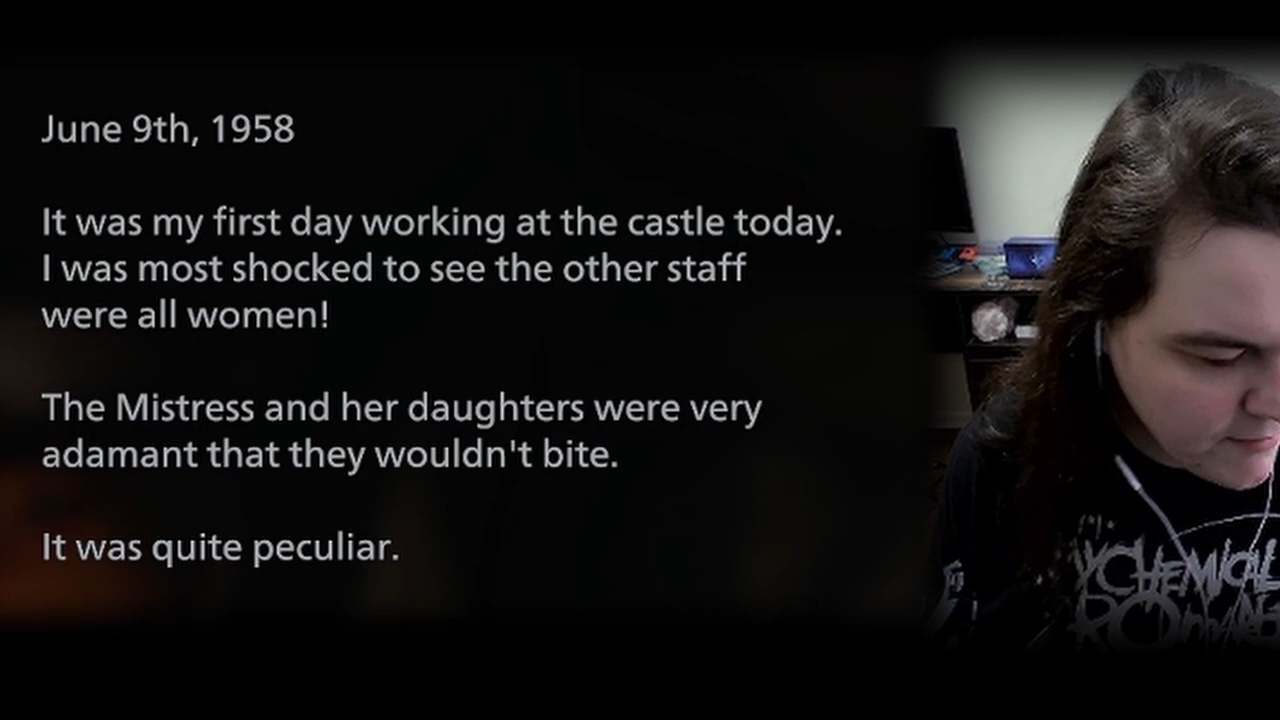 June 9th, 1958
It was my first day working at the castle today.
I was most shocked to see the other staff
were all women!
The Mistress and her daughters were very
adamant that they wouldn't bite.
It was quite peculiar.
YCHEMICAL